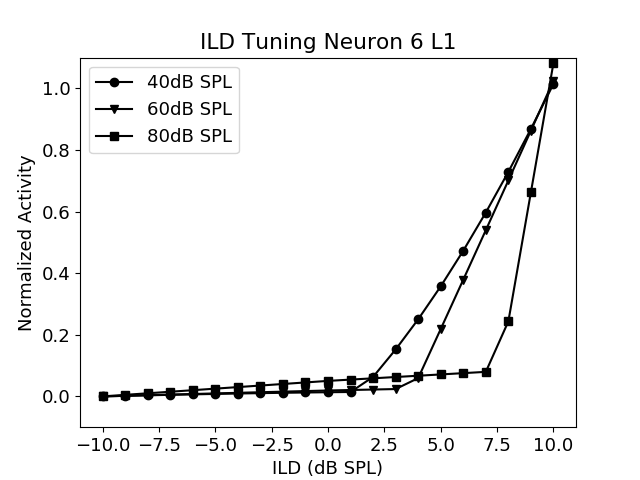 ILD Tuning Neuron 6 L1
40dB SPL
60dB SPL
80dB SPL
1.0
0.8
0.6
0.4
0.2
0.0
Normalized Activity
−10.0 −7.5 −5.0 −2.5 0.0 2.5 5.0 7.5 10.0
ILD (dB SPL)